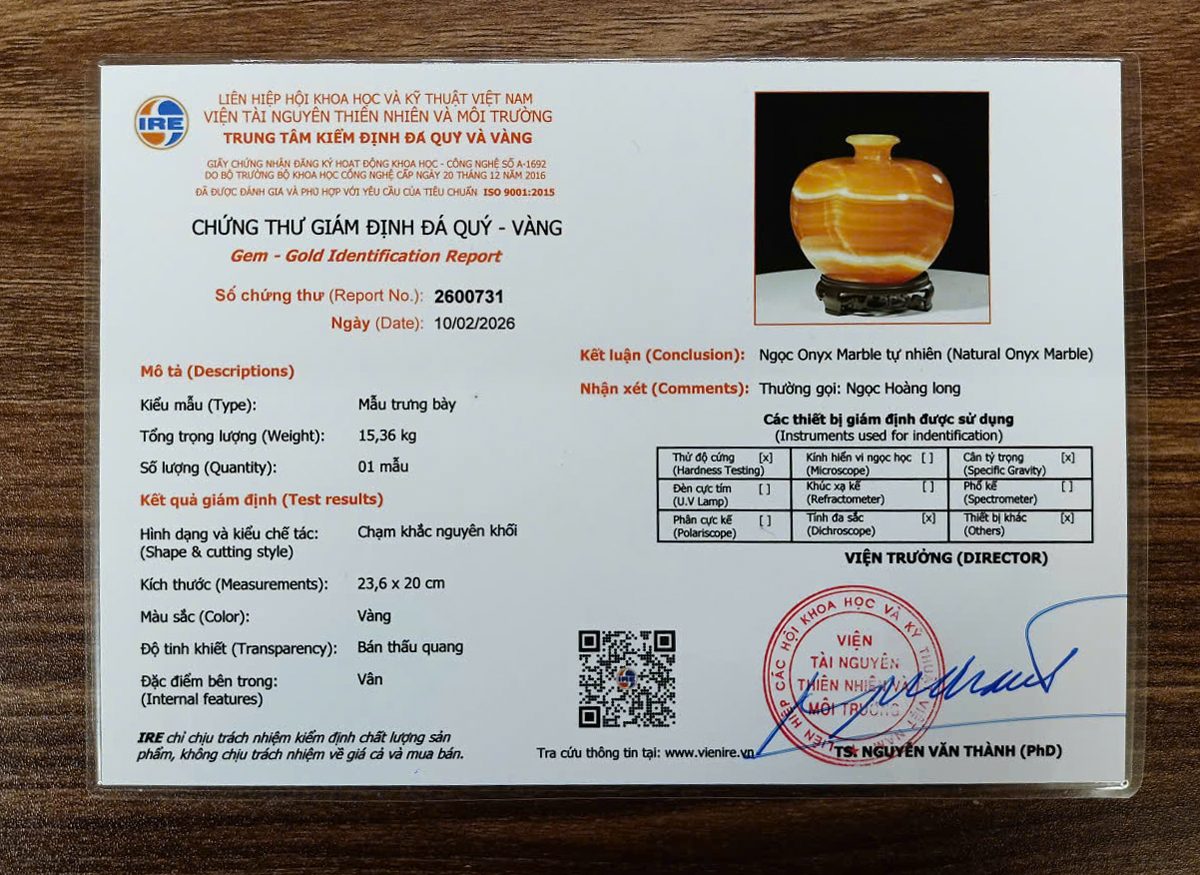 IRE
LIÊN HIỆP HỘI KHOA HỌC VÀ KỸ THUẬT VIỆT NAM
VIỆN TÀI NGUYÊN THIÊN NHIÊN VÀ MÔI TRƯỜNG
TRUNG TÂM KIỂM ĐỊNH ĐÁ QUÝ VÀ VÀNG
GIẤY CHỨNG NHẬN ĐĂNG KÝ HOẠT ĐỘNG KHOA HỌC - CÔNG NGHỆ SỐ A-1692
DO BỘ TRƯỞNG BỘ KHOA HỌC CÔNG NGHỆ CẤP NGÀY 20 THÁNG 12 NĂM 2016
ĐÃ ĐƯỢC ĐÁNH GIÁ VÀ PHÙ HỢP VỚI YÊU CẦU CỦA TIÊU CHUẨN ISO 9001:2015
CHỨNG THƯ GIÁM ĐỊNH ĐÁ QUÝ - VÀNG
Gem - Gold Identification Report
Số chứng thư (Report No.): 2600731
Ngày (Date): 10/02/2026
Mô tả (Descriptions)
Kiểu mẫu (Type): Mẫu trưng bày
Tổng trọng lượng (Weight): 15,36 kg
Số lượng (Quantity): 01 mẫu
Kết quả giám định (Test results)
Hình dạng và kiểu chế tác: Chạm khắc nguyên khối
(Shape & cutting style)
Kích thước (Measurements): 23,6 x 20 cm
Màu sắc (Color): Vàng
Độ tinh khiết (Transparency): Bán thấu quang
Đặc điểm bên trong: Vân
(Internal features)
IRE chỉ chịu trách nhiệm kiểm định chất lượng sản
phẩm, không chịu trách nhiệm về giá cả và mua bán.
Kết luận (Conclusion): Ngọc Onyx Marble tự nhiên (Natural Onyx Marble)
Nhận xét (Comments): Thường gọi: Ngọc Hoàng long
Các thiết bị giám định được sử dụng
(Instruments used for indentification)
Thử độ cứng [x] Kính hiển vi ngọc học [ ] Cân tỷ trọng [x]
(Hardness Testing) (Microscope) (Specific Gravity)
Đèn cực tím [ ] Khúc xạ kế [ ] Phổ kế [ ]
(U.V Lamp) (Refractometer) (Spectrometer)
Phân cực kế [ ] Tính đa sắc [x] Thiết bị khác [x]
(Polariscope) (Dichroscope) (Others)
VIỆN TRƯỞNG (DIRECTOR)
LIÊN HIỆP CÁC HỘI KHOA HỌC VÀ KỸ THUẬT VIỆT NAM
VIỆN
TÀI NGUYÊN
THIÊN NHIÊN VÀ
MÔI TRƯỜNG
IRE
Tra cứu thông tin tại: www.vienire.vn
TS. NGUYỄN VĂN THÀNH (PhD)